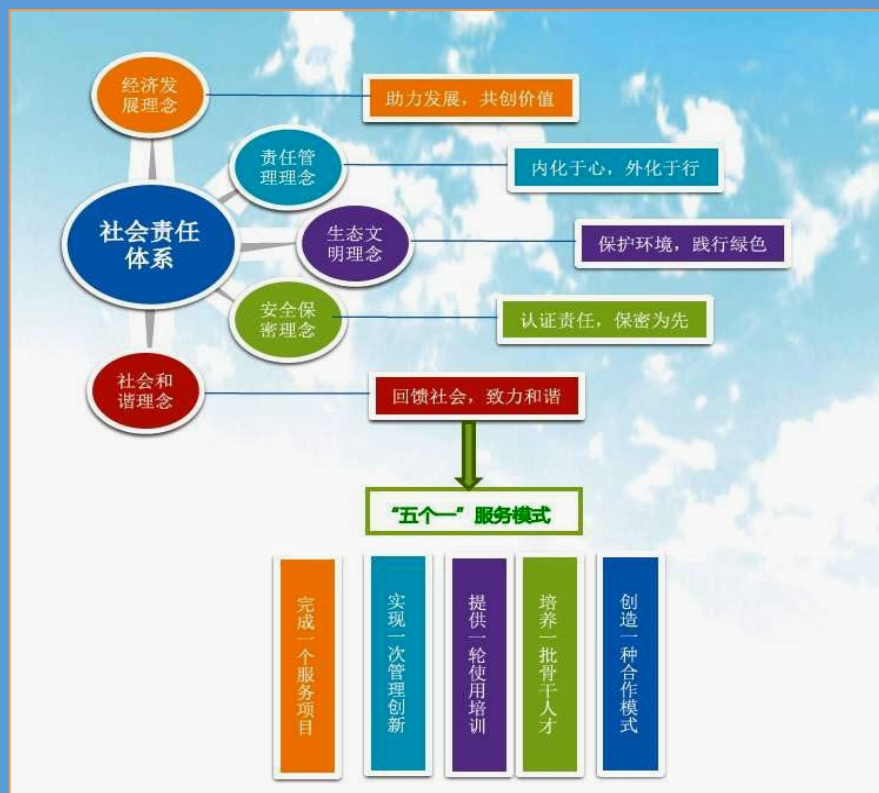 经济发
展理念
助力发展，共创价值
责任管
理理念
内化于心，外化于行
社会责任
体系
生态文
明理念
保护环境，践行绿色
安全保
密理念
认证责任，保密为先
社会和
谐理念
回馈社会，致力和谐
“五个一”服务模式
完成一个服务项目
实现一次管理创新
提供一轮使用培训
培养一批骨干人才
创造一种合作模式